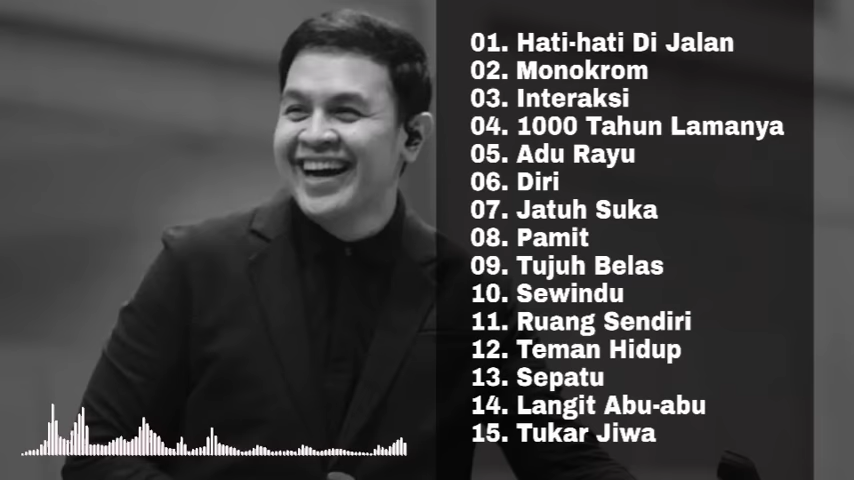 01. Hati-hati Di Jalan
02. Monokrom
03. Interaksi
04. 1000 Tahun Lamanya
05. Adu Rayu
06. Diri
07. Jatuh Suka
08. Pamit
09. Tujuh Belas
10. Sewindu
11. Ruang Sendiri
12. Teman Hidup
13. Sepatu
14. Langit Abu-abu
15. Tukar Jiwa